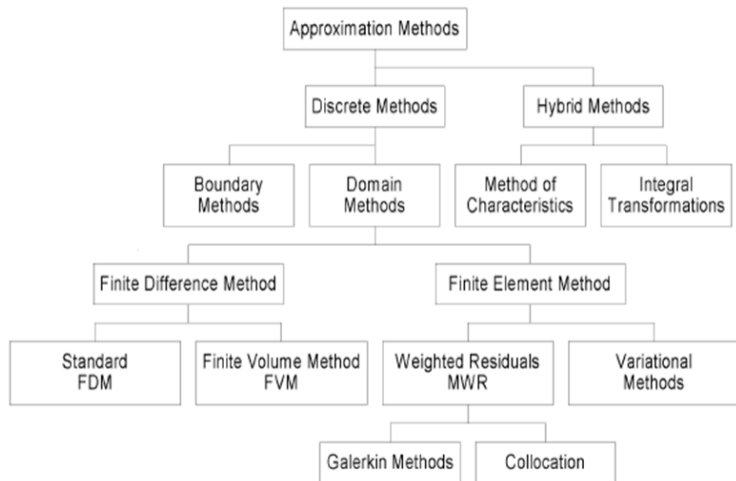 Approximation Methods
Discrete Methods
Hybrid Methods
Boundary
Methods
Domain
Methods
Method of
Characteristics
Integral
Transformations
Finite Difference Method
Finite Element Method
Standard
FDM
Finite Volume Method
FVM
Weighted Residuals
MWR
Variational
Methods
Galerkin Methods
Collocation